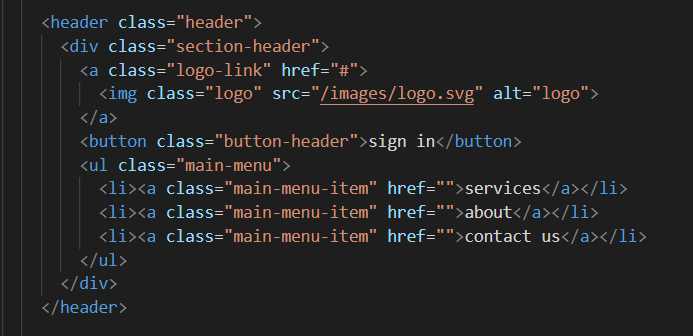 <header class="header">
<div class="section-header">
<a class="logo-link" href="#">
<img class="logo" src="/images/logo.svg" alt="logo">
</a>
<button class="button-header">sign in</button>
<ul class="main-menu">
<li><a class="main-menu-item" href="">services</a></li>
<li><a class="main-menu-item" href="">about</a></li>
<li><a class="main-menu-item" href="">contact us</a></li>
</ul>
</div>
</header>